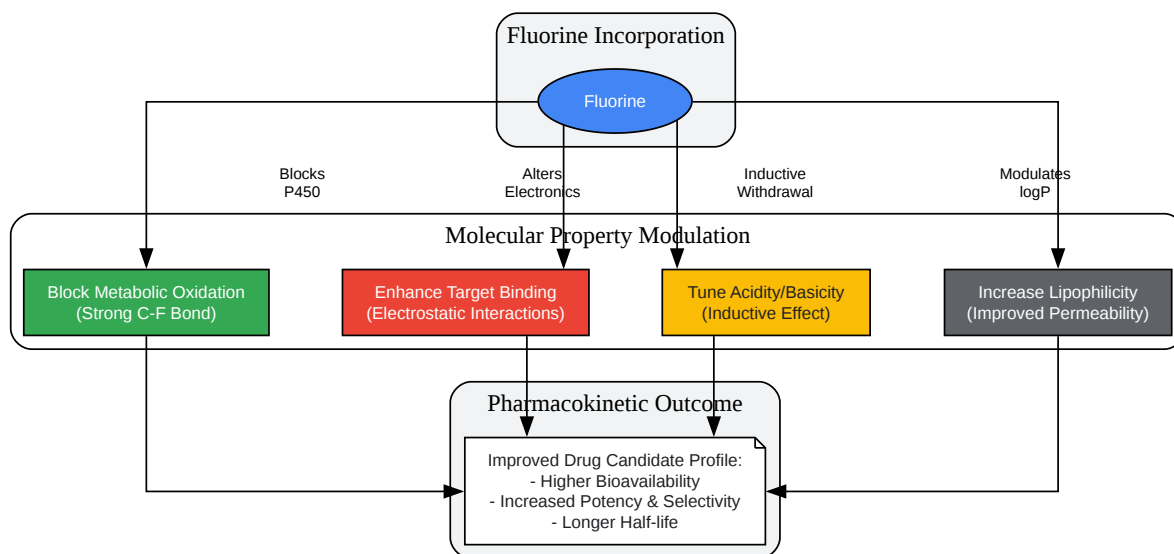 Fluorine Incorporation
Fluorine
Blocks
P450
Alters
Electronics
Inductive
Withdrawal
Modulates
logP
Molecular Property Modulation
Block Metabolic Oxidation
(Strong C-F Bond)
Enhance Target Binding
(Electrostatic Interactions)
Tune Acidity/Basicity
(Inductive Effect)
Increase Lipophilicity
(Improved Permeability)
Pharmacokinetic Outcome
Improved Drug Candidate Profile:
- Higher Bioavailability
- Increased Potency & Selectivity
- Longer Half-life